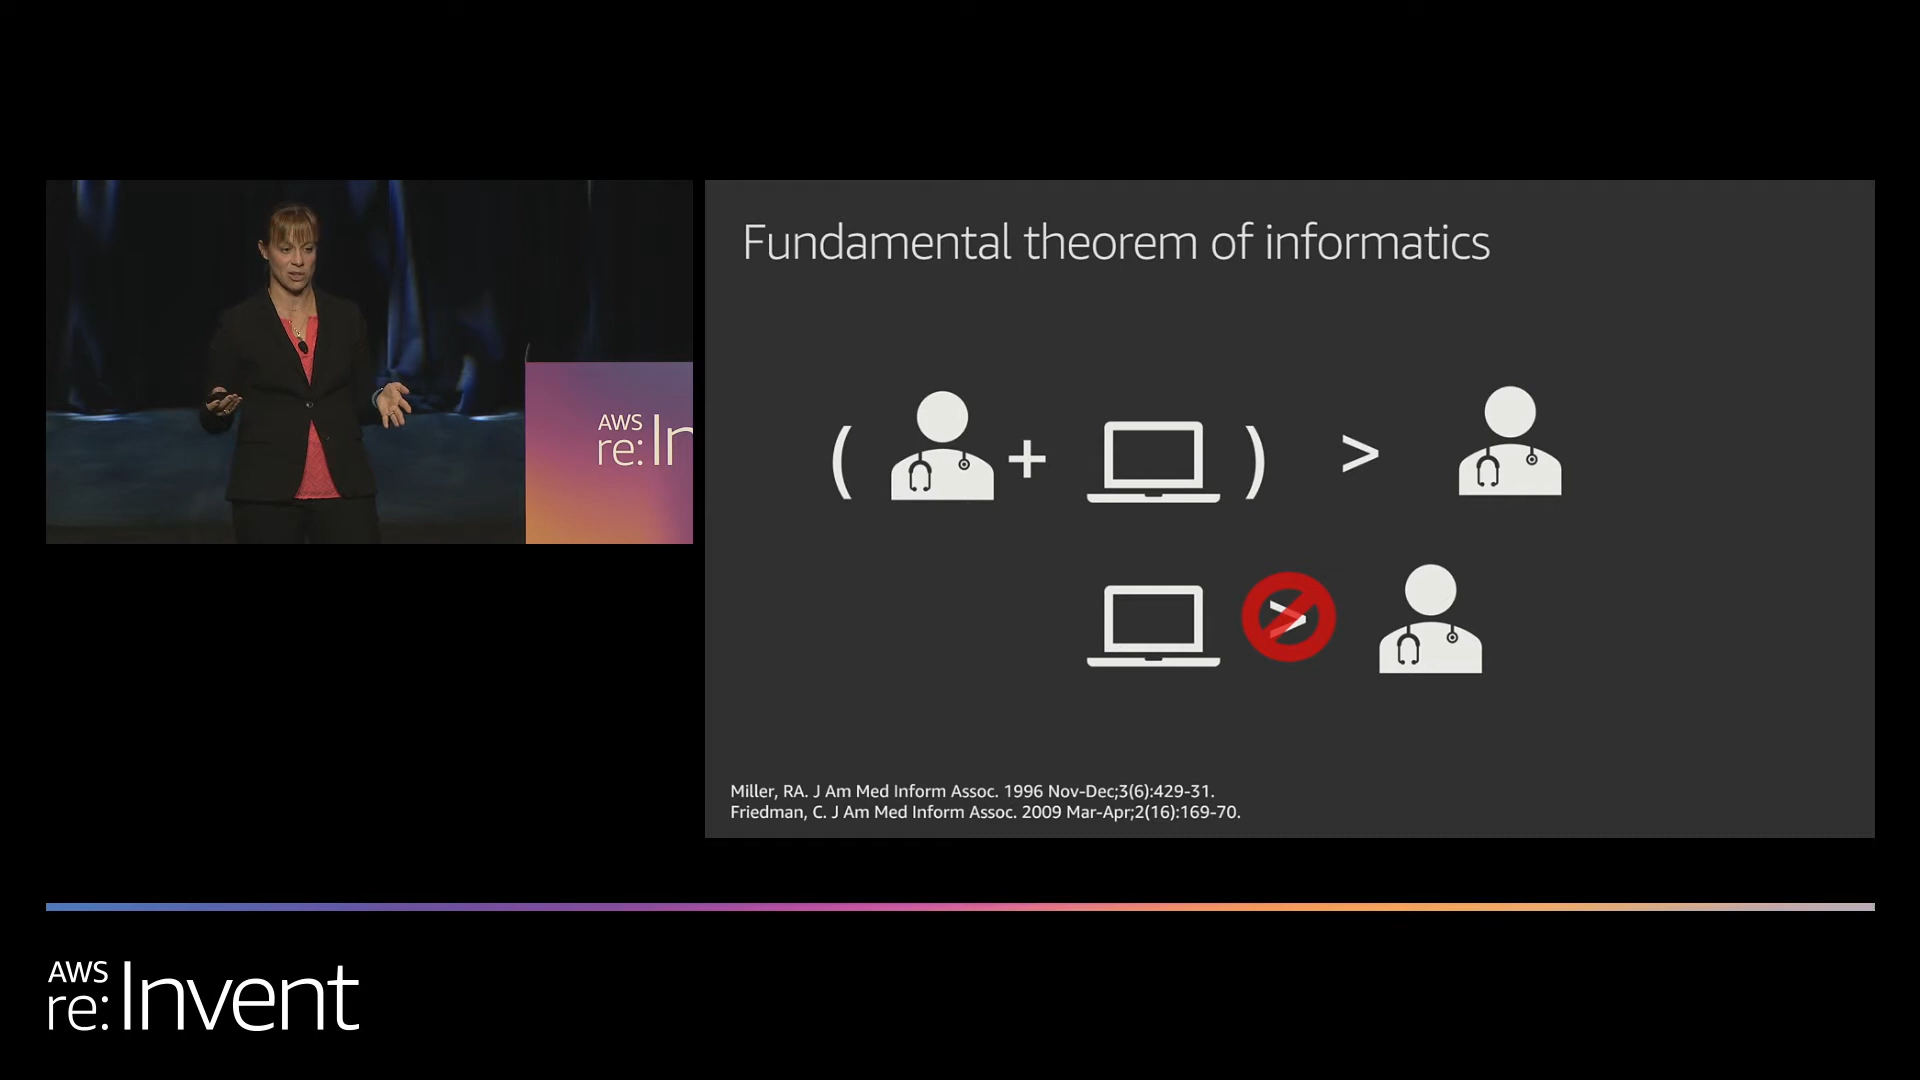 Fundamental theorem of informatics
( + ) >
>
Miller, RA. J Am Med Inform Assoc. 1996 Nov-Dec;3(6):429-31.
Friedman, C. J Am Med Inform Assoc. 2009 Mar-Apr;2(16):169-70.
AWS
re:In
AWS
re:Invent